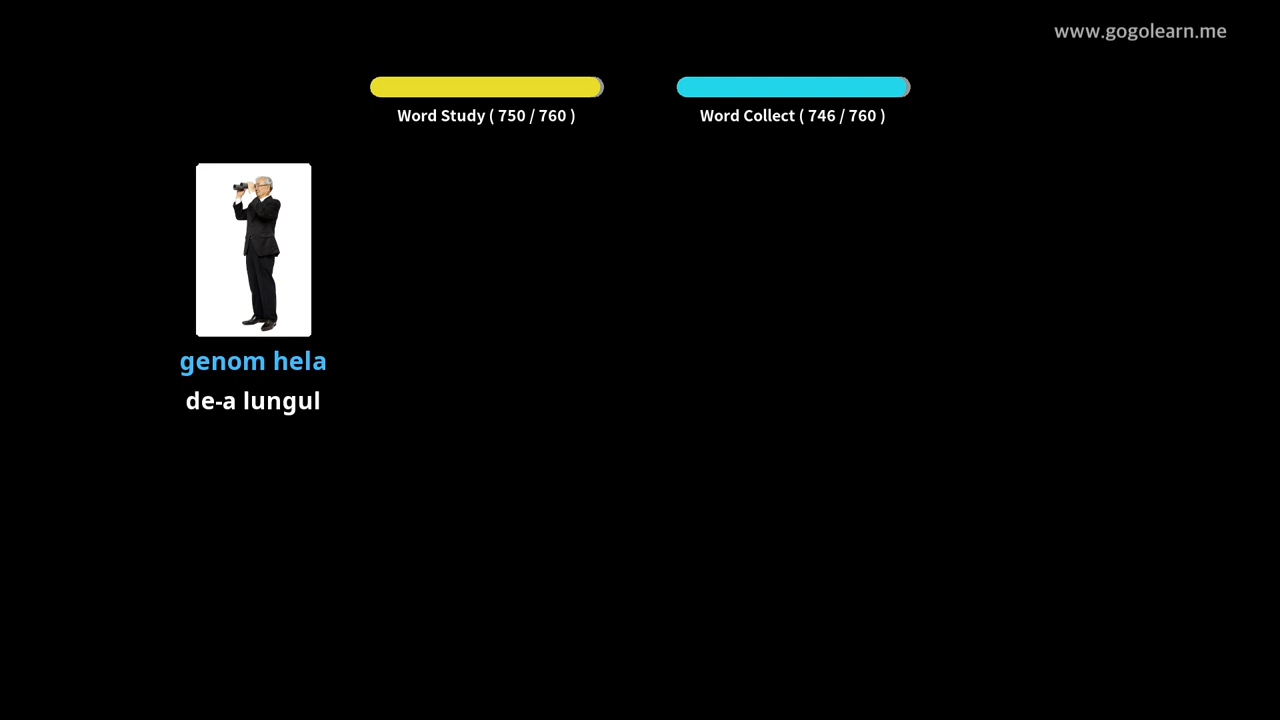 www.gogolearn.me
Word Study ( 750 / 760 )
Word Collect ( 746 / 760 )
genom hela
de-a lungul